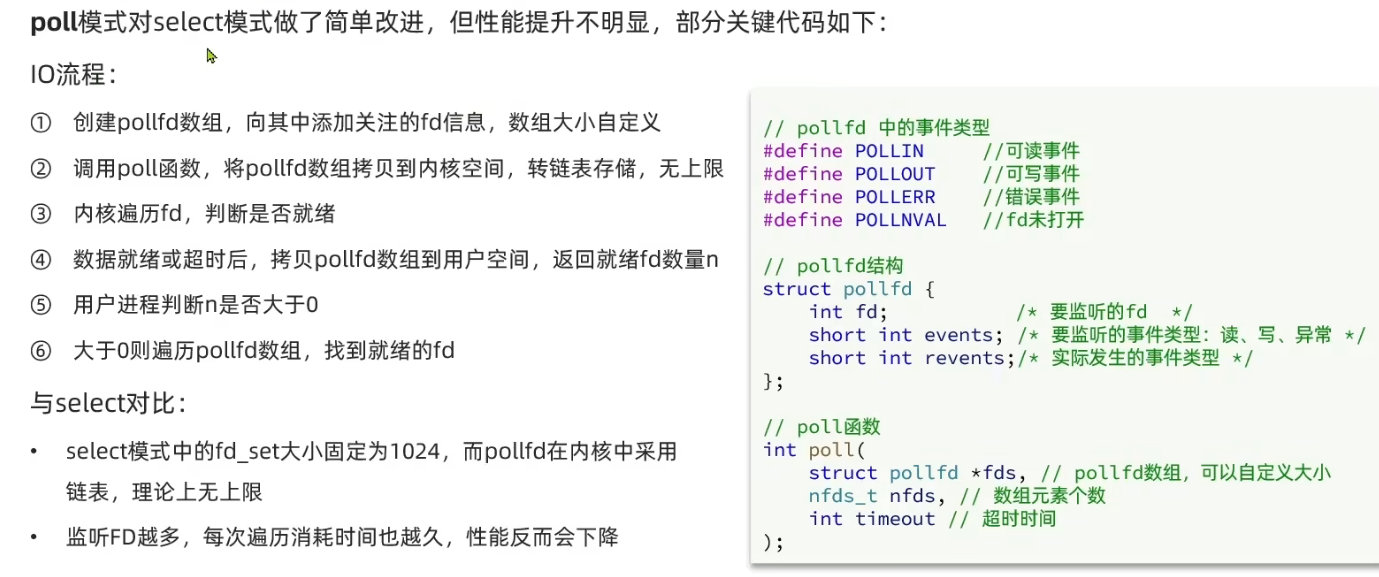 poll模式对select模式做了简单改进，但性能提升不明显，部分关键代码如下：
IO流程：
① 创建pollfd数组，向其中添加关注的fd信息，数组大小自定义
② 调用poll函数，将pollfd数组拷贝到内核空间，转链表存储，无上限
③ 内核遍历fd，判断是否就绪
④ 数据就绪或超时后，拷贝pollfd数组到用户空间，返回就绪fd数量n
⑤ 用户进程判断n是否大于0
⑥ 大于0则遍历pollfd数组，找到就绪的fd
与select对比：
• select模式中的fd_set大小固定为1024，而pollfd在内核中采用
链表，理论上无上限
• 监听FD越多，每次遍历消耗时间也越久，性能反而会下降
// pollfd 中的事件类型
#define POLLIN     //可读事件
#define POLLOUT    //可写事件
#define POLLERR    //错误事件
#define POLLNVAL   //fd未打开
// pollfd结构
struct pollfd {
    int fd;           /* 要监听的fd  */
    short int events; /* 要监听的事件类型：读、写、异常 */
    short int revents;/* 实际发生的事件类型 */
};
// poll函数
int poll(
    struct pollfd *fds, // pollfd数组，可以自定义大小
    nfds_t nfds, // 数组元素个数
    int timeout // 超时时间
);